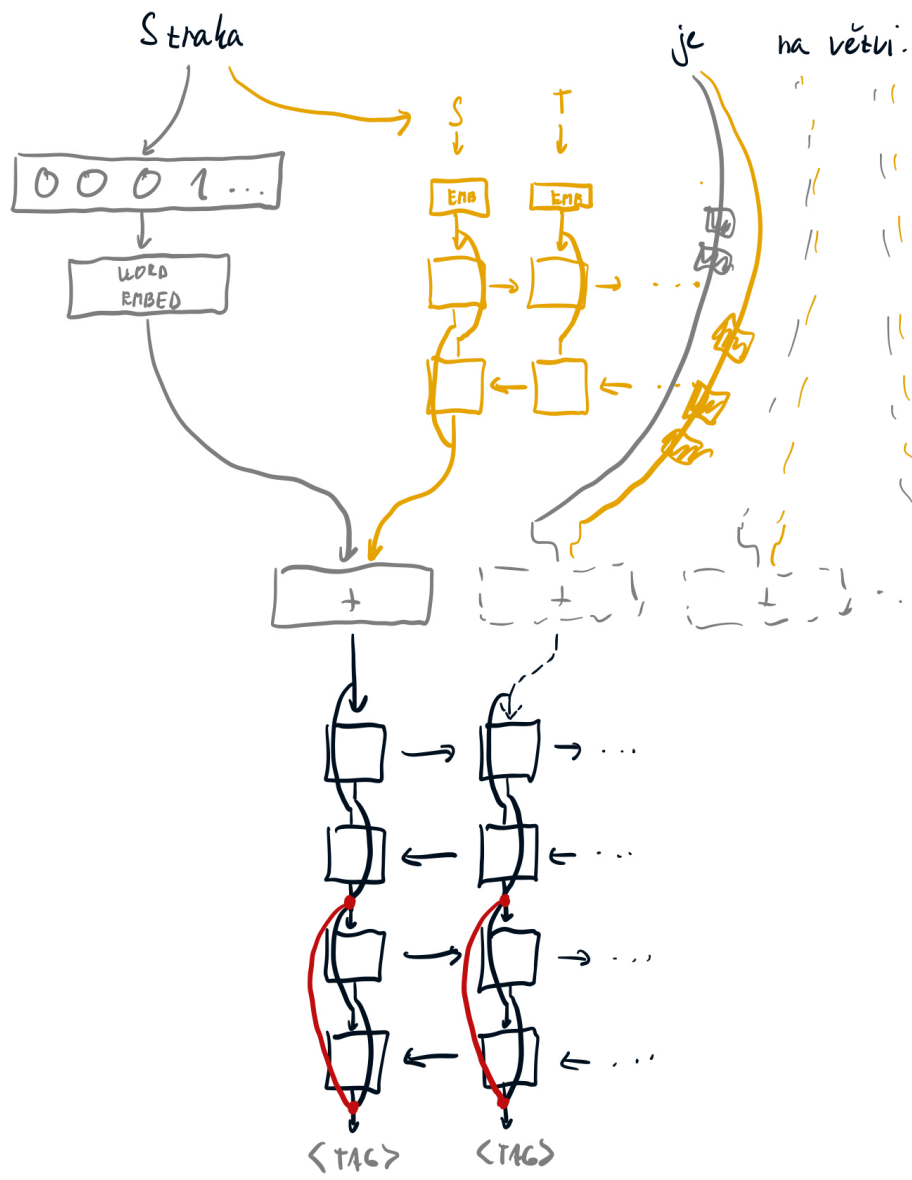 Straka je na větvi.
S T
0 0 0 1 ...
EMB EMB
WORD
EMBED
...
...
+ + + ...
...
...
...
...
<TAG> <TAG>